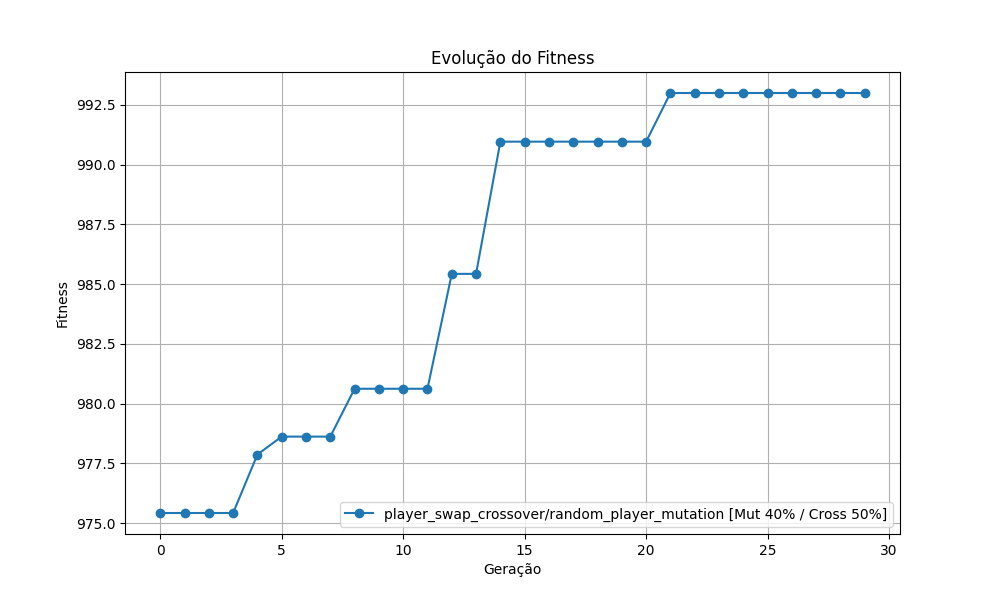 Evolução do Fitness
Fitness
992.5
990.0
987.5
985.0
982.5
980.0
977.5
975.0
player_swap_crossover/random_player_mutation [Mut 40% / Cross 50%]
0 5 10 15 20 25 30
Geração